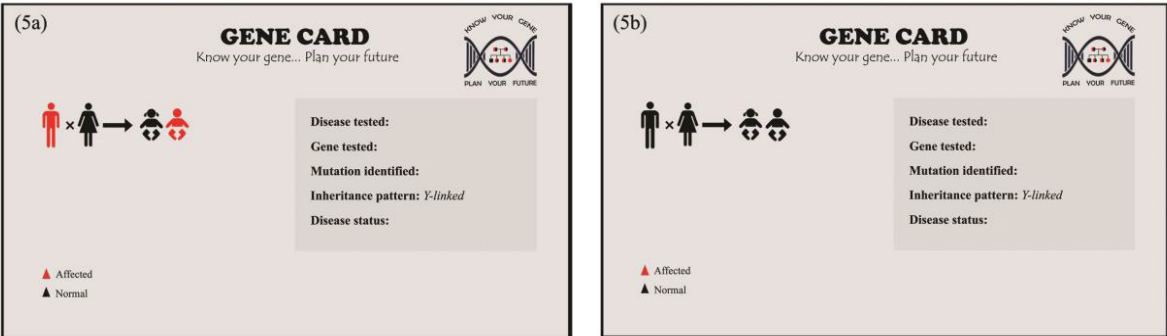 (5a)
GENE CARD
Know your gene... Plan your future
KNOW YOUR GENE
PLAN YOUR FUTURE
×
Disease tested:
Gene tested:
Mutation identified:
Inheritance pattern: Y-linked
Disease status:
Affected
Normal
(5b)
GENE CARD
Know your gene... Plan your future
KNOW YOUR GENE
PLAN YOUR FUTURE
×
Disease tested:
Gene tested:
Mutation identified:
Inheritance pattern: Y-linked
Disease status:
Affected
Normal